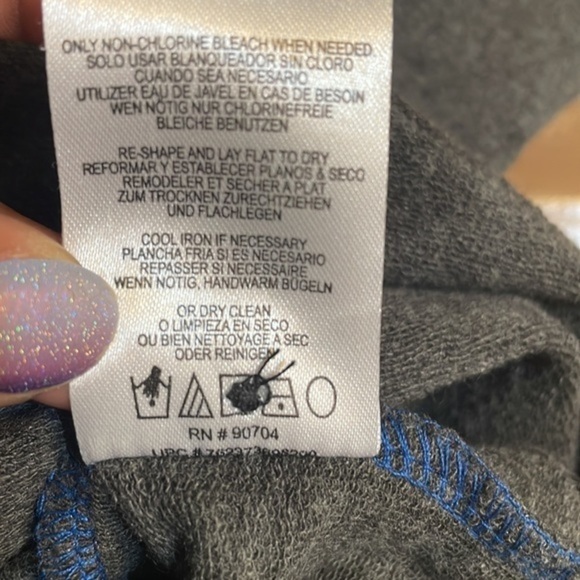 ONLY NON-CHLORINE BLEACH WHEN NEEDED
SOLO USAR BLANQUEADOR SIN CLORO
CUANDO SEA NECESARIO
UTILIZER EAU DE JAVEL EN CAS DE BESOIN
WEN NÖTIG NUR CHLORINEFREIE
BLEICHE BENUTZEN
RE-SHAPE AND LAY FLAT TO DRY
REFORMAR Y ESTABLECER PLANOS & SECO
REMODELER ET SÉCHER A PLAT
ZUM TROCKNEN ZURECHTZIEHEN
UND FLACHLEGEN
COOL IRON IF NECESSARY
PLANCHA FRIA SI ES NECESARIO
REPASSER SI NECESSAIRE
WENN NÖTIG, HANDWARM BÜGELN
OR DRY CLEAN
O LIMPIEZA EN SECO
OU BIEN NETTOYAGE A SEC
ODER REINIGEN
RN # 90704
UPC #